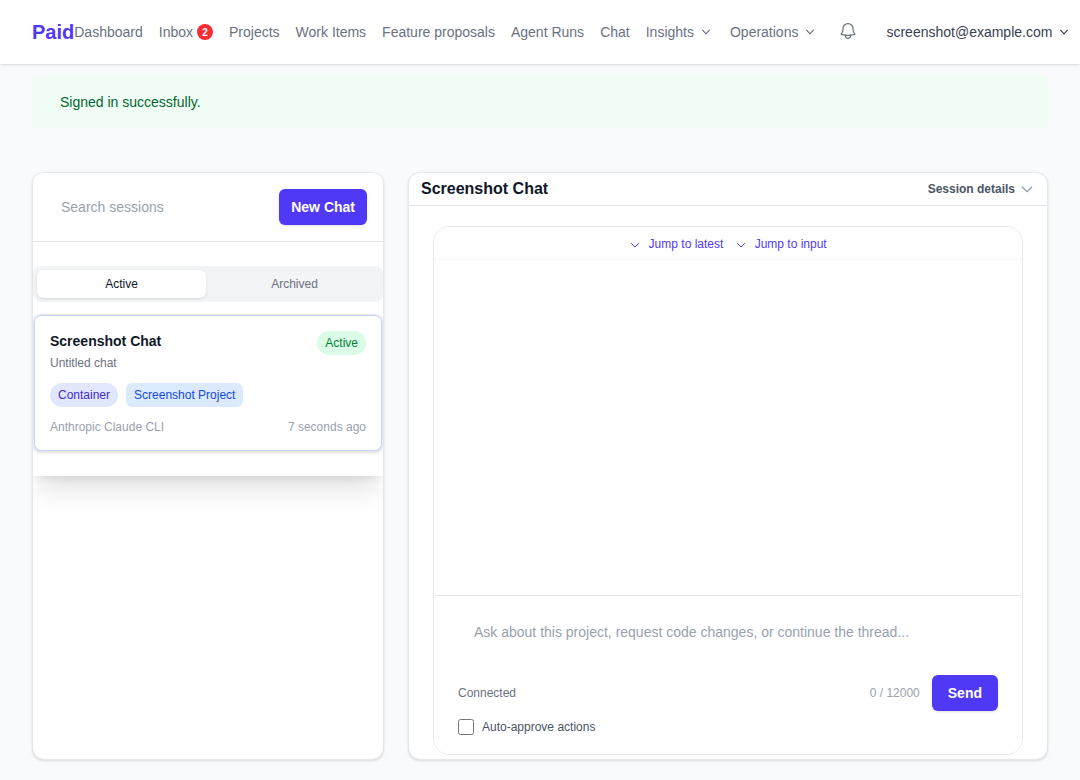 Paid Dashboard Inbox 2 Projects Work Items Feature proposals Agent Runs Chat Insights Operations screenshot@example.com
Signed in successfully.
Search sessions New Chat
Active Archived
Screenshot Chat Active
Untitled chat
Container Screenshot Project
Anthropic Claude CLI 7 seconds ago
Screenshot Chat Session details
Jump to latest Jump to input
Ask about this project, request code changes, or continue the thread...
Connected 0 / 12000 Send
Auto-approve actions